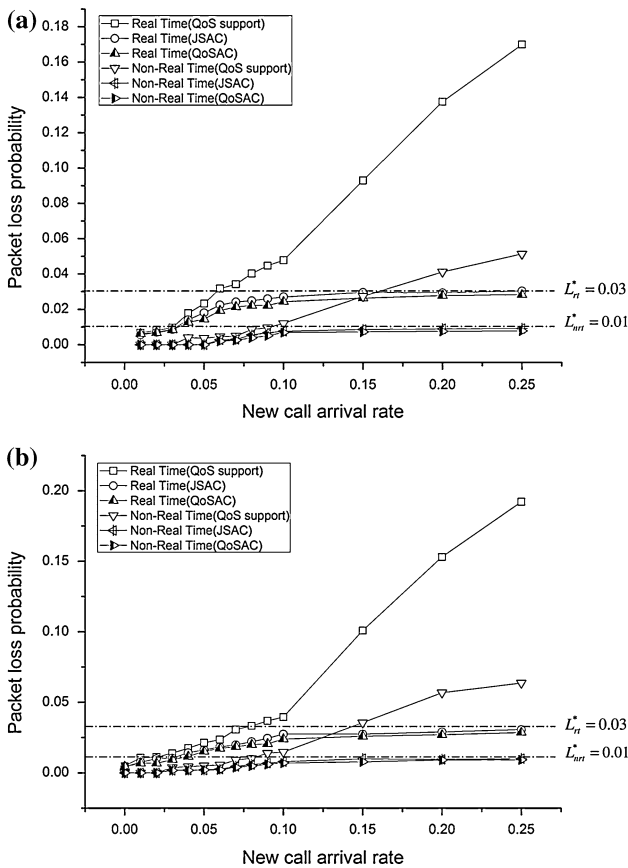 (a)
Real Time(QoS support)
Real Time(JSAC)
Real Time(QoSAC)
Non-Real Time(QoS support)
Non-Real Time(JSAC)
Non-Real Time(QoSAC)
0.18
0.16
0.14
0.12
0.10
0.08
0.06
0.04
0.02
0.00
Packet loss probability
L*rt = 0.03
L*nrt = 0.01
0.00 0.05 0.10 0.15 0.20 0.25
New call arrival rate
(b)
Real Time(QoS support)
Real Time(JSAC)
Real Time(QoSAC)
Non-Real Time(QoS support)
Non-Real Time(JSAC)
Non-Real Time(QoSAC)
0.20
0.15
0.10
0.05
0.00
Packet loss probability
L*rt = 0.03
L*nrt = 0.01
0.00 0.05 0.10 0.15 0.20 0.25
New call arrival rate